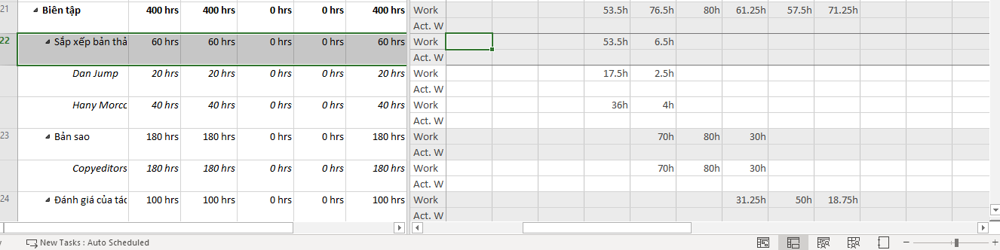 21 Biên tập 400 hrs 400 hrs 0 hrs 0 hrs 400 hrs Work 53.5h 76.5h 80h 61.25h 57.5h 71.25h
Act. W
22 Sắp xếp bản thả 60 hrs 60 hrs 0 hrs 0 hrs 60 hrs Work 53.5h 6.5h
Act. W
Dan Jump 20 hrs 20 hrs 0 hrs 0 hrs 20 hrs Work 17.5h 2.5h
Act. W
Hany Morcc 40 hrs 40 hrs 0 hrs 0 hrs 40 hrs Work 36h 4h
Act. W
23 Bản sao 180 hrs 180 hrs 0 hrs 0 hrs 180 hrs Work 70h 80h 30h
Act. W
Copyeditors 180 hrs 180 hrs 0 hrs 0 hrs 180 hrs Work 70h 80h 30h
Act. W
24 Đánh giá của tác 100 hrs 100 hrs 0 hrs 0 hrs 100 hrs Work 31.25h 50h 18.75h
Act. W
New Tasks : Auto Scheduled